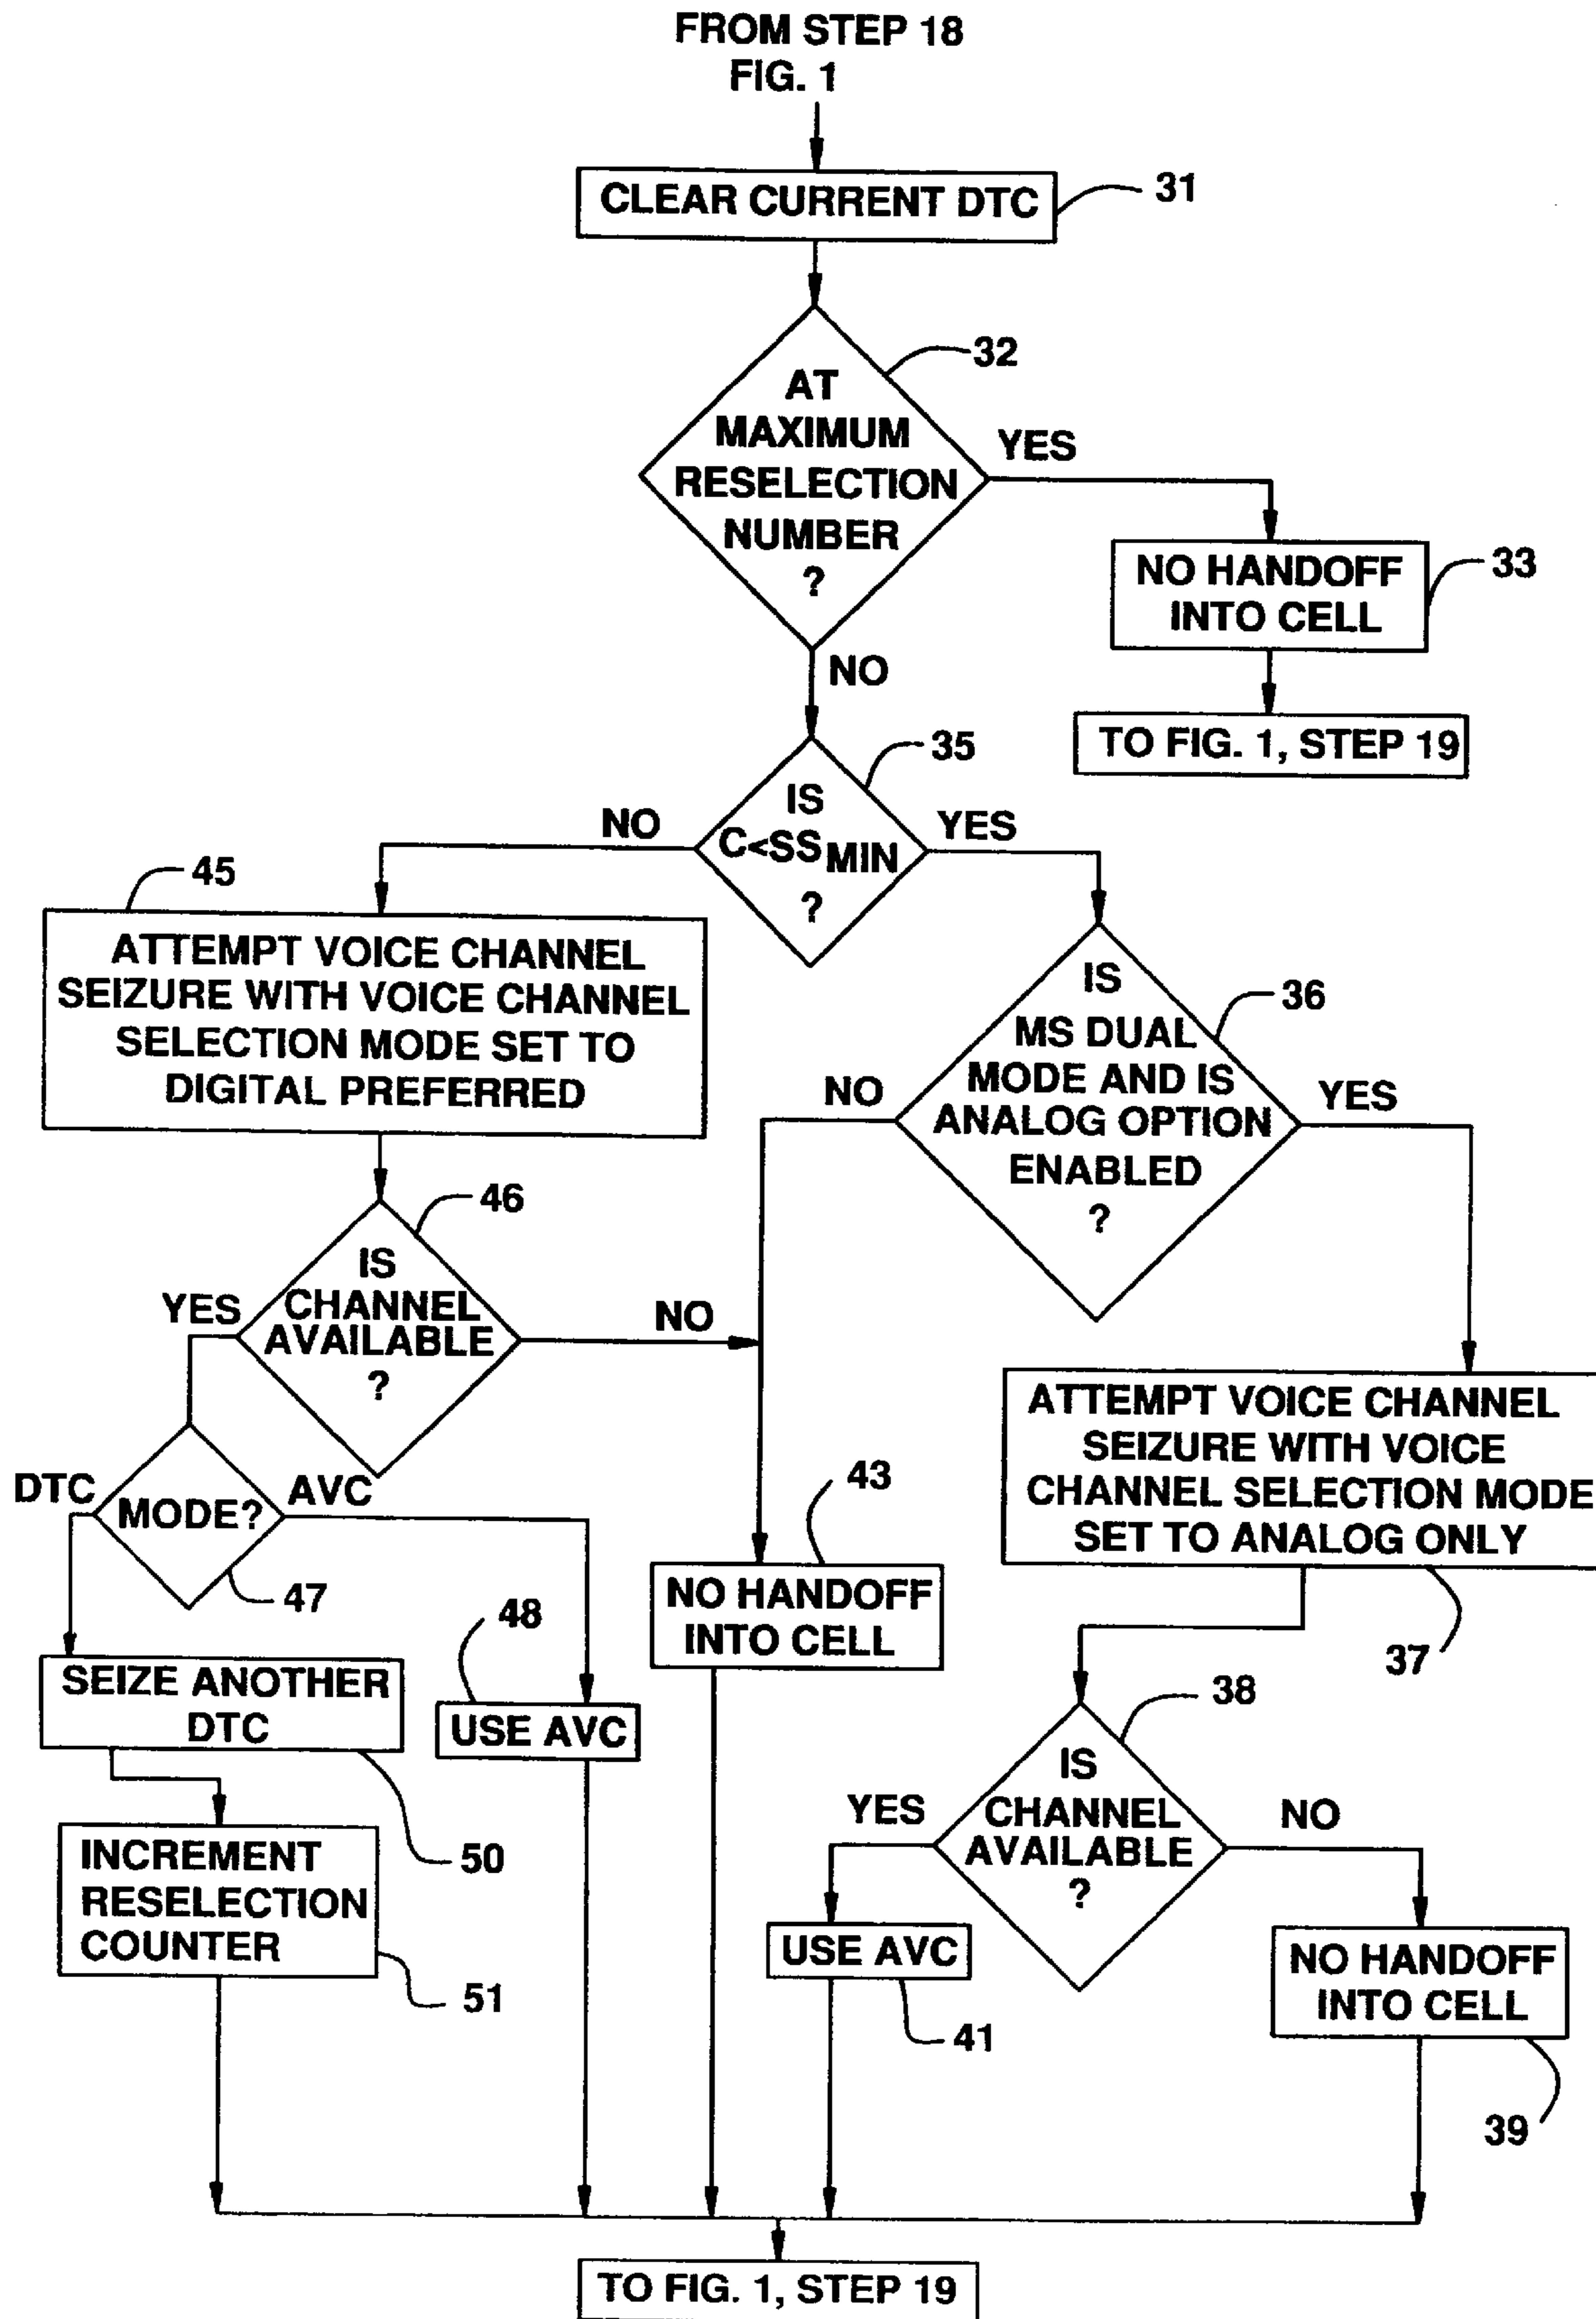 FROM STEP 18
FIG. 1
CLEAR CURRENT DTC
31
32
AT
MAXIMUM
RESELECTION
NUMBER
?
YES
NO HANDOFF
INTO CELL
33
NO
TO FIG. 1, STEP 19
35
IS
C<SS MIN
?
NO
YES
45
ATTEMPT VOICE CHANNEL
SEIZURE WITH VOICE CHANNEL
SELECTION MODE SET TO
DIGITAL PREFERRED
36
IS
MS DUAL
MODE AND IS
ANALOG OPTION
ENABLED
?
NO
YES
46
IS
CHANNEL
AVAILABLE
?
YES
NO
ATTEMPT VOICE CHANNEL
SEIZURE WITH VOICE
CHANNEL SELECTION MODE
SET TO ANALOG ONLY
37
DTC
MODE?
AVC
47
43
NO HANDOFF
INTO CELL
48
USE AVC
SEIZE ANOTHER
DTC
50
38
IS
CHANNEL
AVAILABLE
?
YES
NO
INCREMENT
RESELECTION
COUNTER
51
USE AVC
41
NO HANDOFF
INTO CELL
39
TO FIG. 1, STEP 19